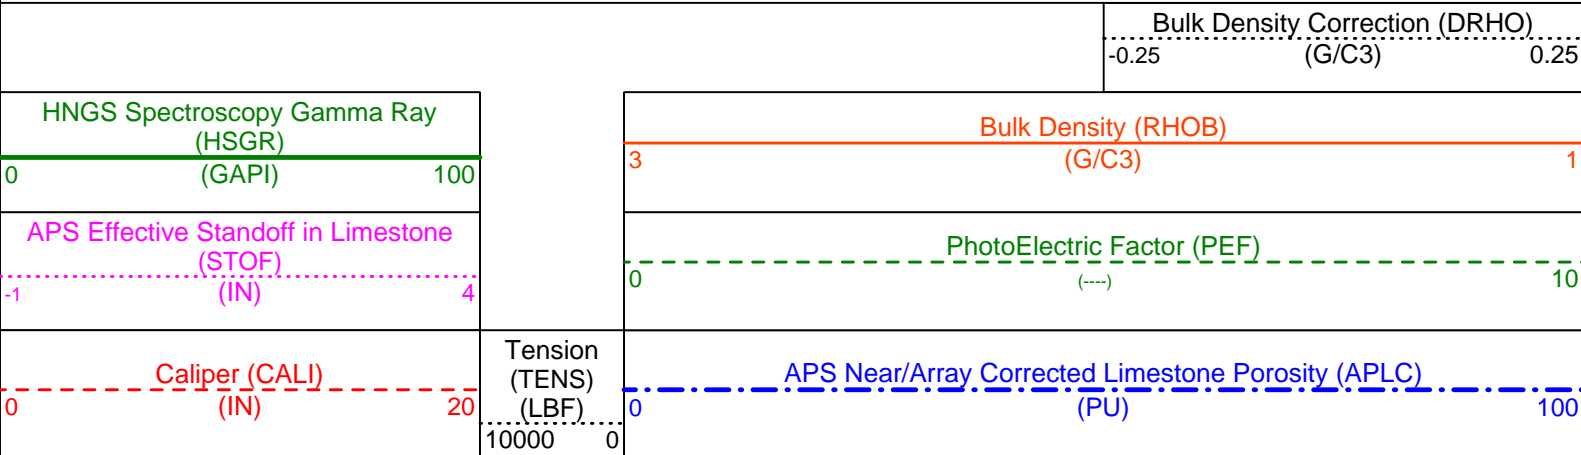 Bulk Density Correction (DRHO)
-0.25 (G/C3) 0.25
HNGS Spectroscopy Gamma Ray
(HSGR)
0 (GAPI) 100
Bulk Density (RHOB)
3 (G/C3) 1
APS Effective Standoff in Limestone
(STOF)
-1 (IN) 4
PhotoElectric Factor (PEF)
0 (----) 10
Caliper (CALI)
0 (IN) 20
Tension
(TENS)
(LBF)
10000 0
APS Near/Array Corrected Limestone Porosity (APLC)
0 (PU) 100